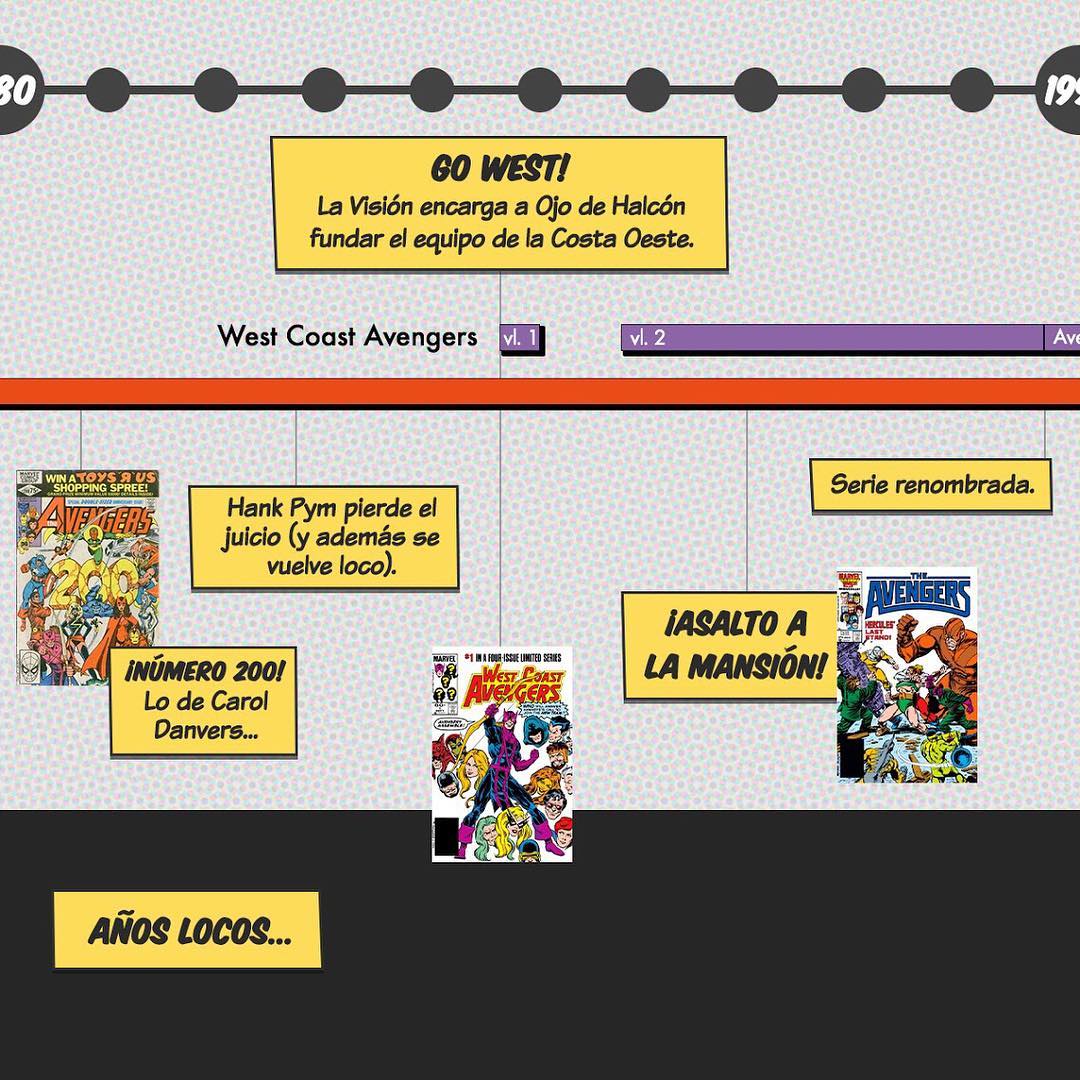 80
199
GO WEST!
La Visión encarga a Ojo de Halcón
fundar el equipo de la Costa Oeste.
West Coast Avengers
vl. 1
vl. 2
Ave
WIN A TOYS "R" US
SHOPPING SPREE!
THE AVENGERS
200
Hank Pym pierde el
juicio (y además se
vuelve loco).
Serie renombrada.
¡NÚMERO 200!
Lo de Carol
Danvers...
MARVEL
#1 IN A FOUR-ISSUE LIMITED SERIES
WEST COAST
AVENGERS
¡ASALTO A
LA MANSIÓN!
MARVEL
THE
AVENGERS
HERCULES'
LAST
STAND!
AÑOS LOCOS...